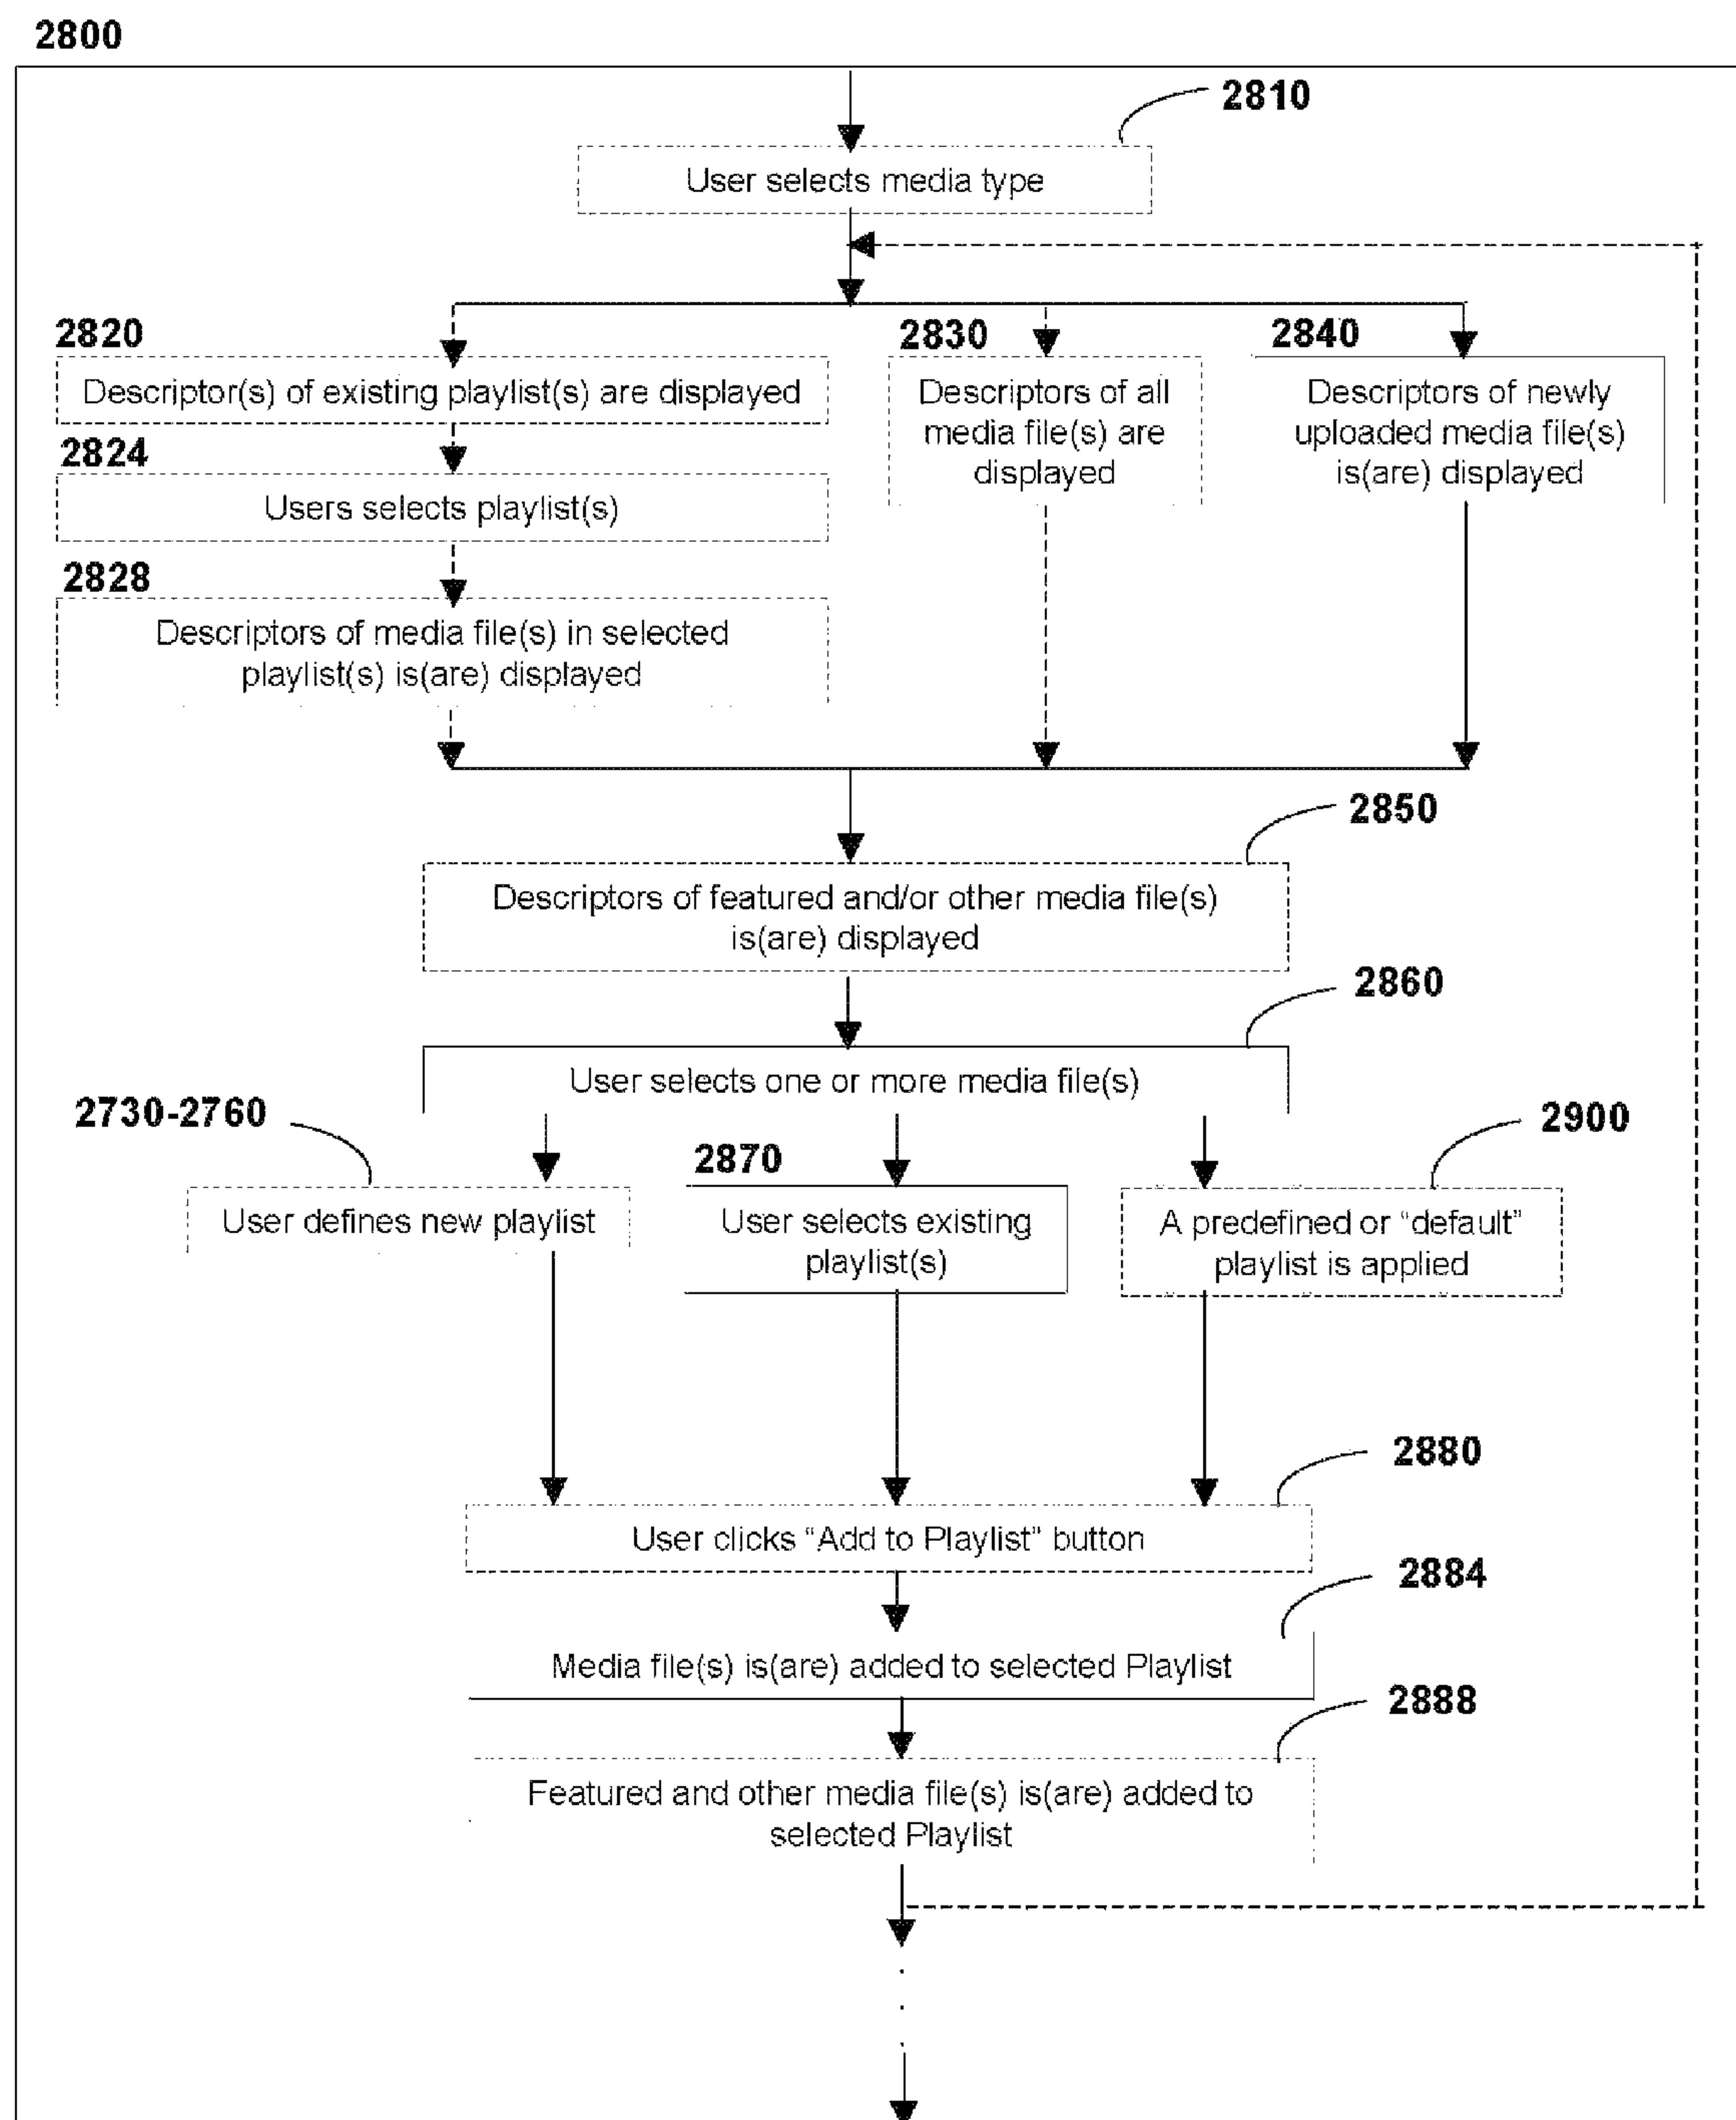 2800
2810
User selects media type
2820
2830
2840
Descriptor(s) of existing playlist(s) are displayed
Descriptors of all
media file(s) are
displayed
Descriptors of newly
uploaded media file(s)
is(are) displayed
2824
Users selects playlist(s)
2828
Descriptors of media file(s) in selected
playlist(s) is(are) displayed
2850
Descriptors of featured and/or other media file(s)
is(are) displayed
2860
User selects one or more media file(s)
2730-2760
2870
2900
User defines new playlist
User selects existing
playlist(s)
A predefined or “default”
playlist is applied
2880
User clicks “Add to Playlist” button
2884
Media file(s) is(are) added to selected Playlist
2888
Featured and other media file(s) is(are) added to
selected Playlist